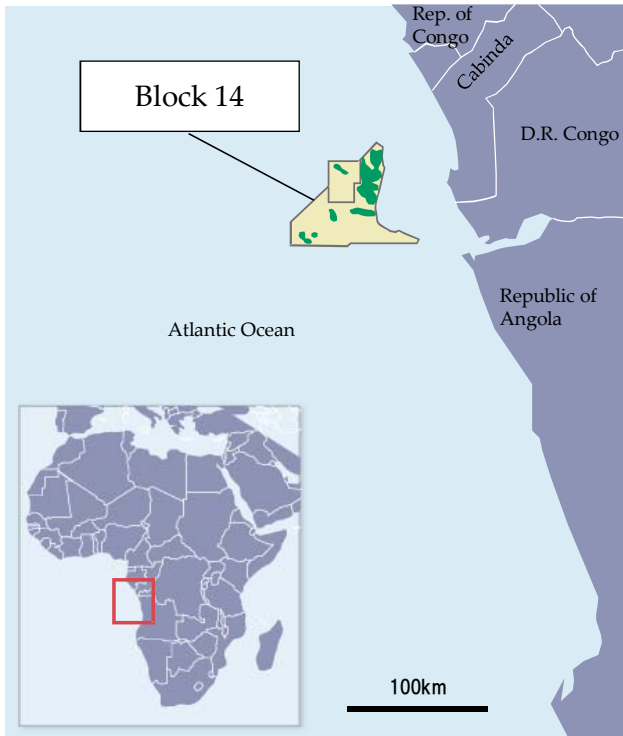 Rep. of
Congo
Cabinda
Block 14
D.R. Congo
Republic of
Angola
Atlantic Ocean
100km